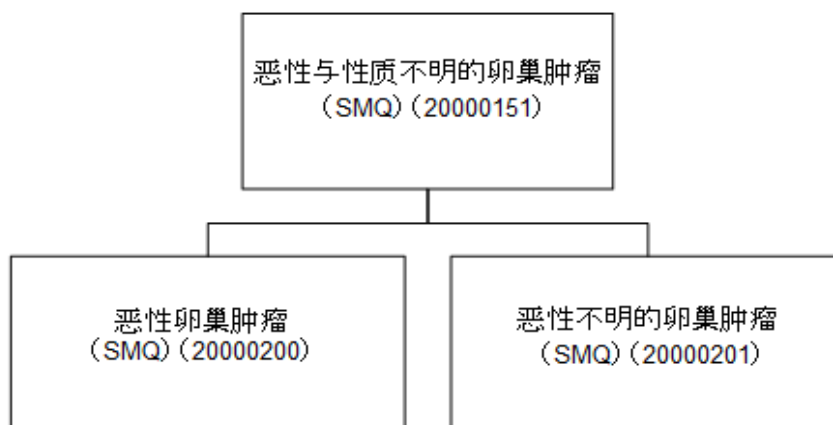 恶性与性质不明的卵巢肿瘤
（SMQ）（20000151）
恶性卵巢肿瘤
（SMQ）（20000200）
恶性不明的卵巢肿瘤
（SMQ）（20000201）